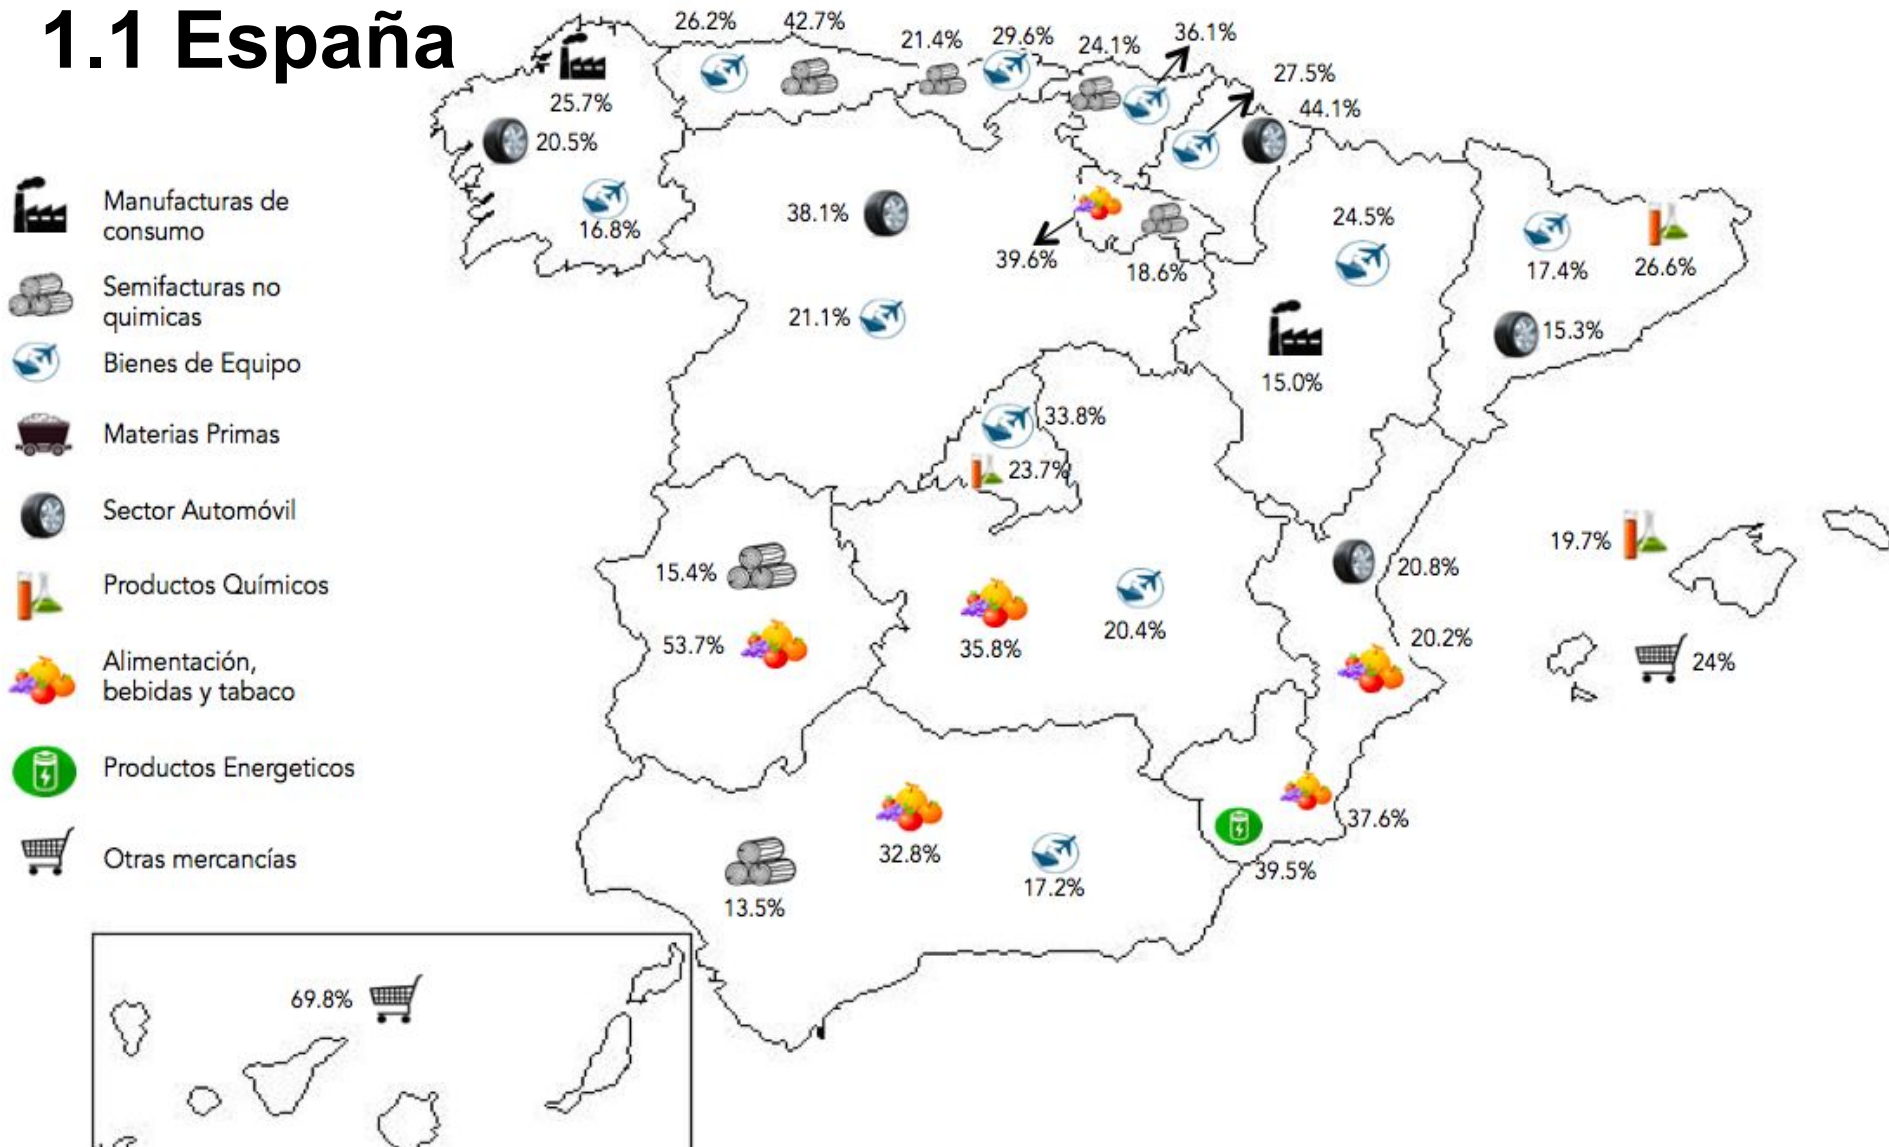 1.1 España
26.2%
42.7%
21.4%
29.6%
24.1%
36.1%
27.5%
44.1%
25.7%
20.5%
16.8%
Manufacturas de
consumo
Semifacturas no
quimicas
Bienes de Equipo
Materias Primas
Sector Automóvil
Productos Químicos
Alimentación,
bebidas y tabaco
Productos Energeticos
Otras mercancías
38.1%
21.1%
39.6%
18.6%
24.5%
15.0%
17.4%
26.6%
15.3%
33.8%
23.7%
15.4%
53.7%
35.8%
20.4%
20.8%
20.2%
19.7%
24%
32.8%
13.5%
17.2%
37.6%
39.5%
69.8%